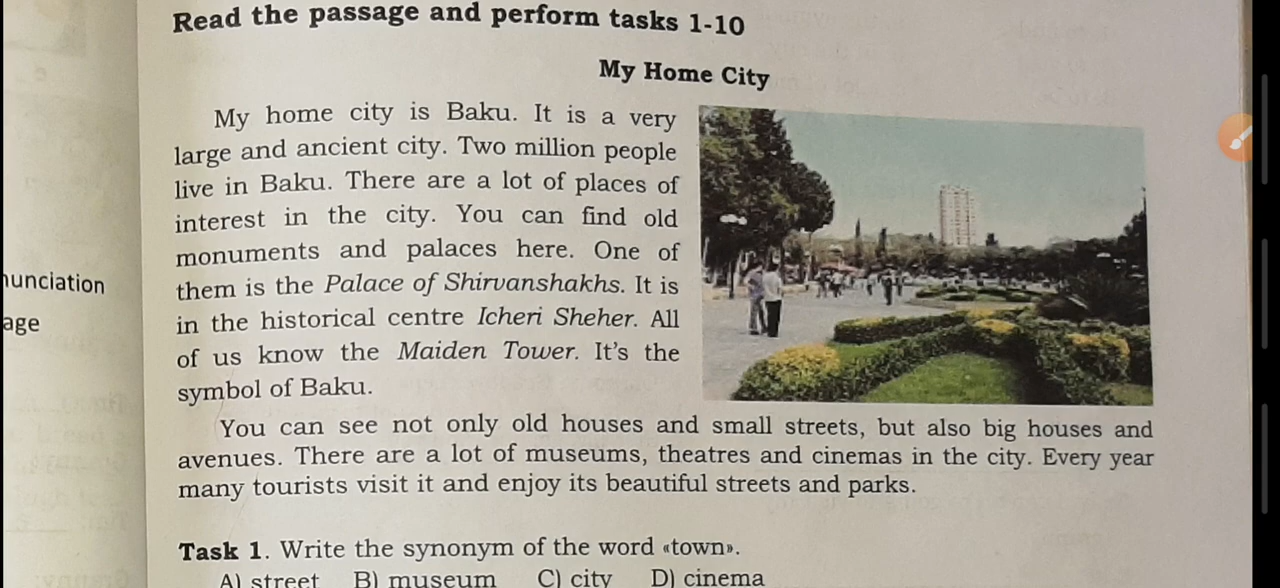 Read the passage and perform tasks 1-10
My Home City
My home city is Baku. It is a very
large and ancient city. Two million people
live in Baku. There are a lot of places of
interest in the city. You can find old
monuments and palaces here. One of
them is the Palace of Shirvanshakhs. It is
in the historical centre Icheri Sheher. All
of us know the Maiden Tower. It's the
symbol of Baku.
You can see not only old houses and small streets, but also big houses and
avenues. There are a lot of museums, theatres and cinemas in the city. Every year
many tourists visit it and enjoy its beautiful streets and parks.
nunciation
age
Task 1. Write the synonym of the word «town».
A) street B) museum C) city D) cinema